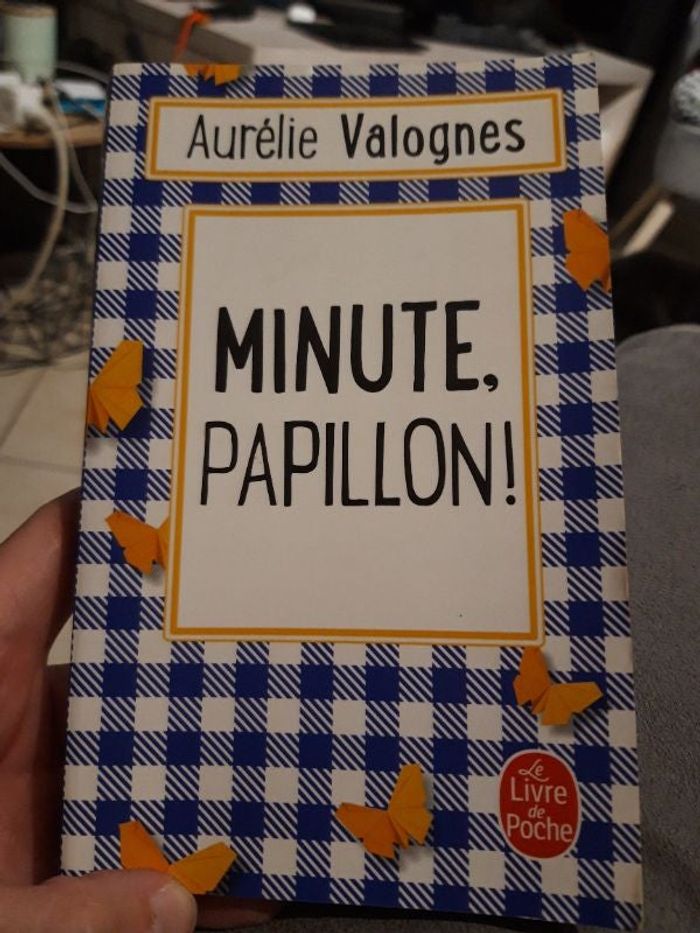 Aurélie Valognes
MINUTE,
PAPILLON!
Le
Livre
de
Poche